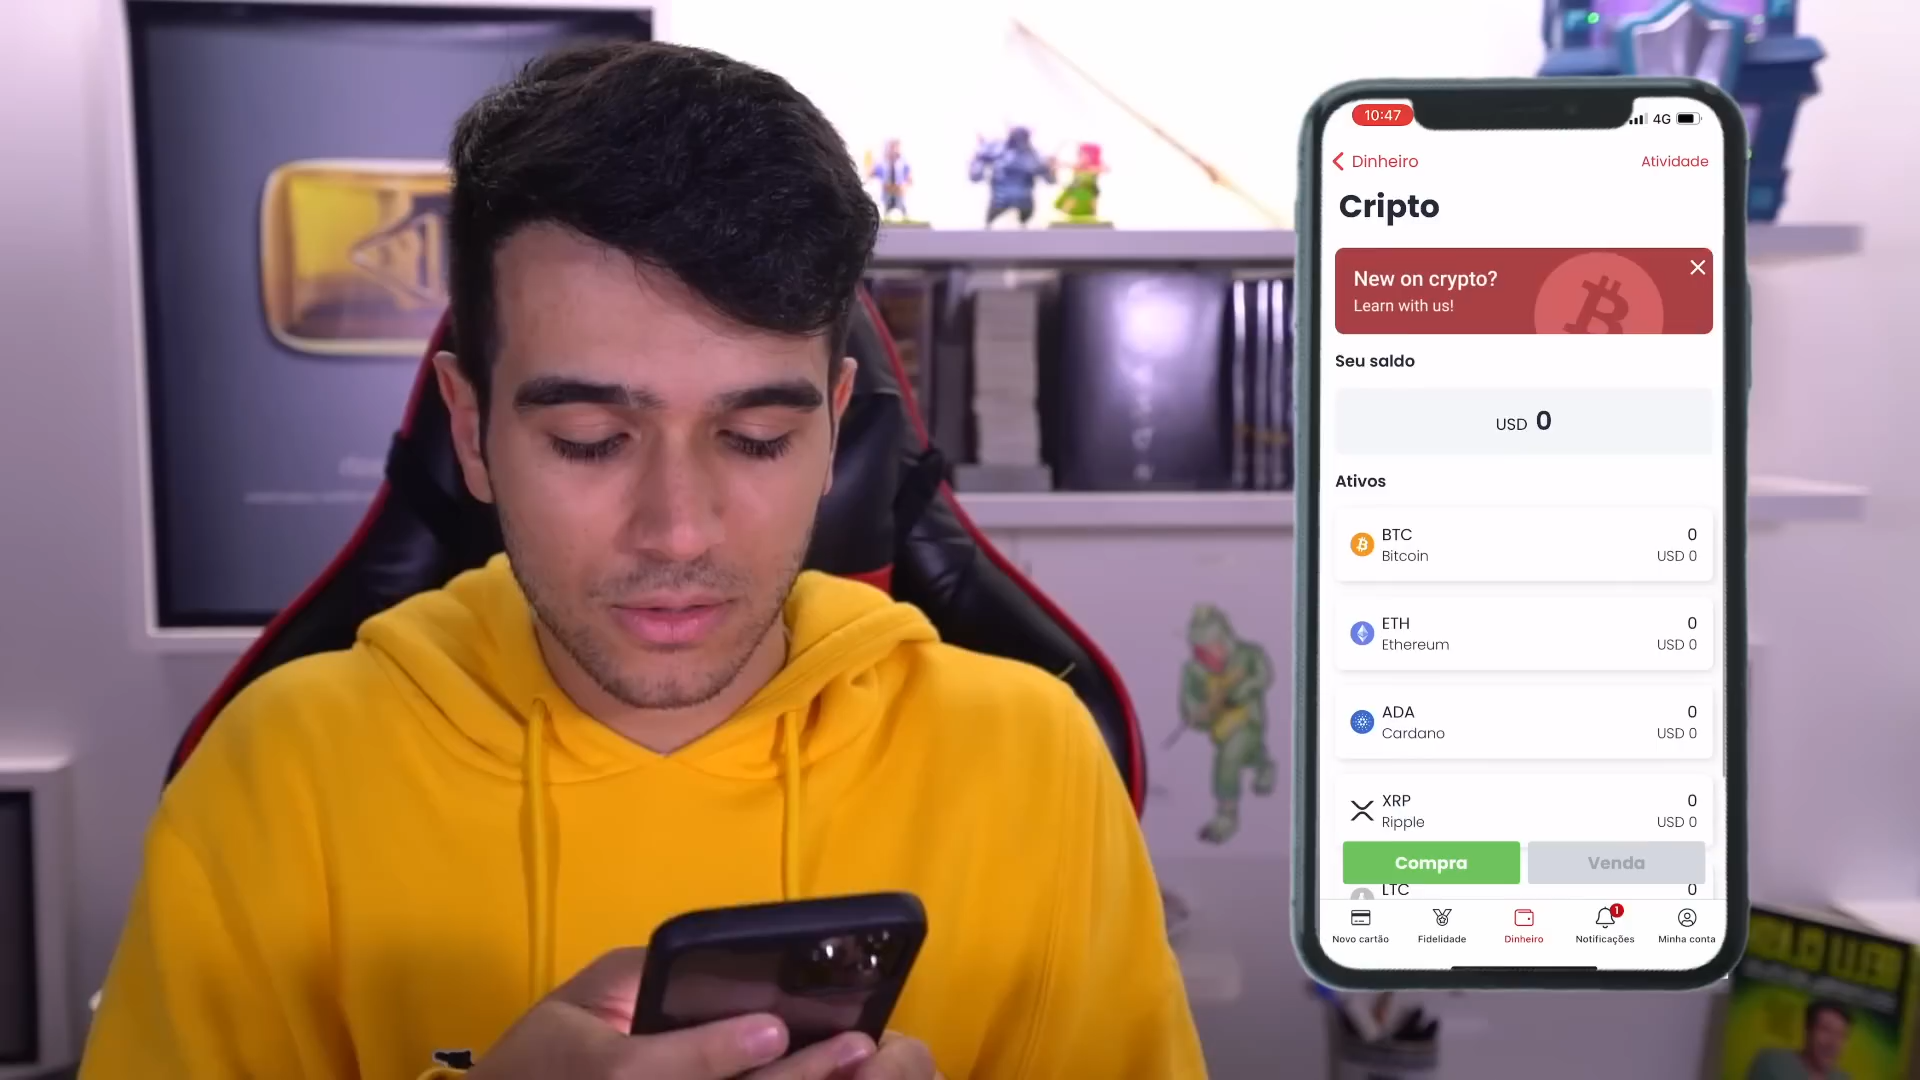 10:47
4G
Dinheiro
Atividade
Cripto
New on crypto?
Learn with us!
Seu saldo
USD 0
Ativos
BTC
0
Bitcoin
USD 0
ETH
0
Ethereum
USD 0
ADA
0
Cardano
USD 0
XRP
0
Ripple
USD 0
Compra
Venda
LTC
0
1
Novo cartão
Fidelidade
Dinheiro
Notificações
Minha conta